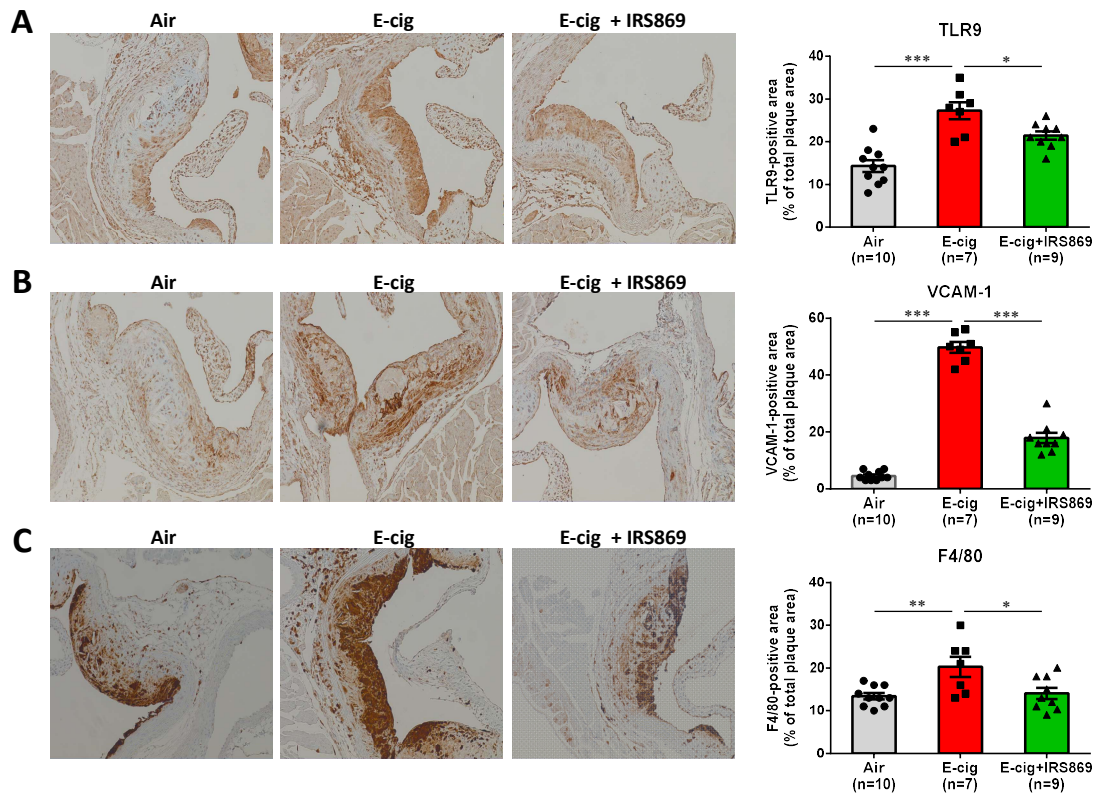 A
Air
E-cig
E-cig + IRS869
TLR9
TLR9-positive area
(% of total plaque area)
40
30
20
10
0
***
*
Air
(n=10)
E-cig
(n=7)
E-cig+IRS869
(n=9)
B
Air
E-cig
E-cig + IRS869
VCAM-1
VCAM-1-positive area
(% of total plaque area)
60
40
20
0
***
***
Air
(n=10)
E-cig
(n=7)
E-cig+IRS869
(n=9)
C
Air
E-cig
E-cig + IRS869
F4/80
F4/80-positive area
(% of total plaque area)
40
30
20
10
0
**
*
Air
(n=10)
E-cig
(n=7)
E-cig+IRS869
(n=9)